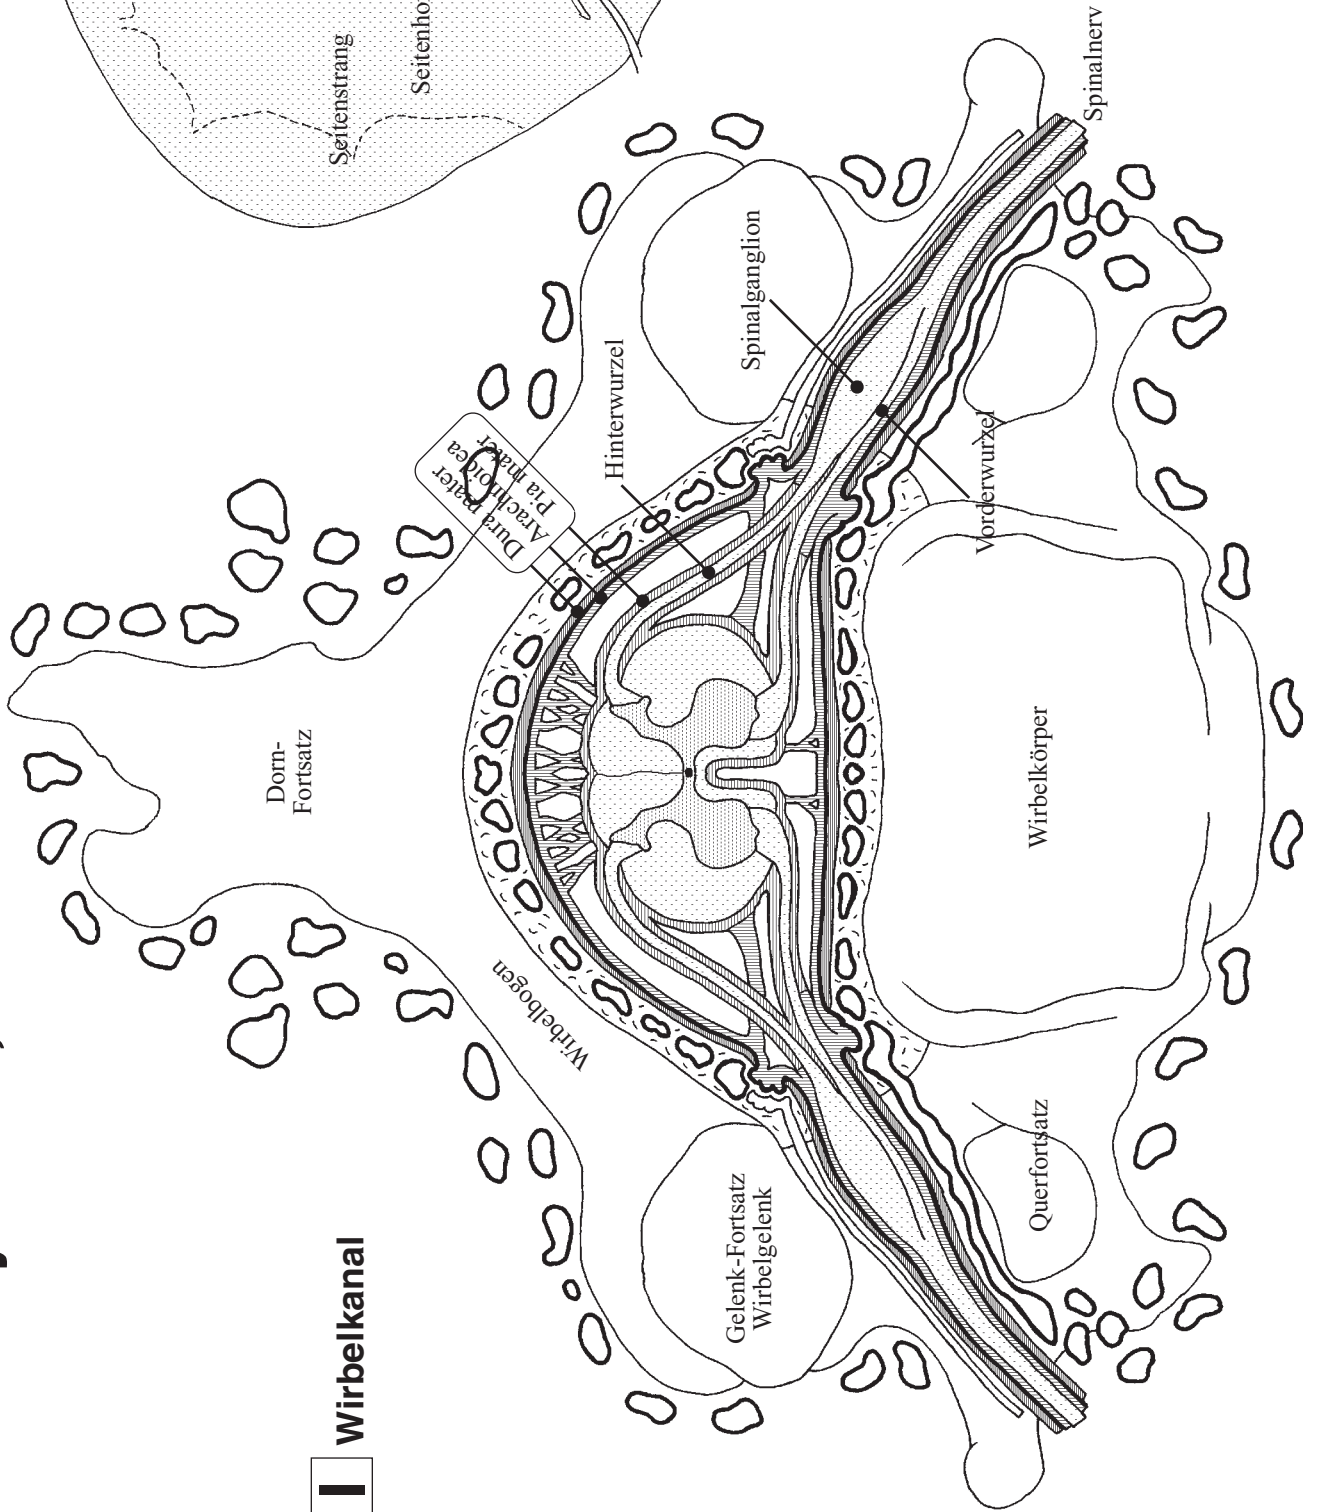 I Wirbelkanal
Seitenstrang
Dorn-
Fortsatz
Dura mater
Arachnoidea
Pia mater
Wirbelbogen
Hinterwurzel
Gelenk-Fortsatz
Wirbelgelenk
Spinalganglion
Vorderwurzel
Querfortsatz
Wirbelkörper
Spinalnerv